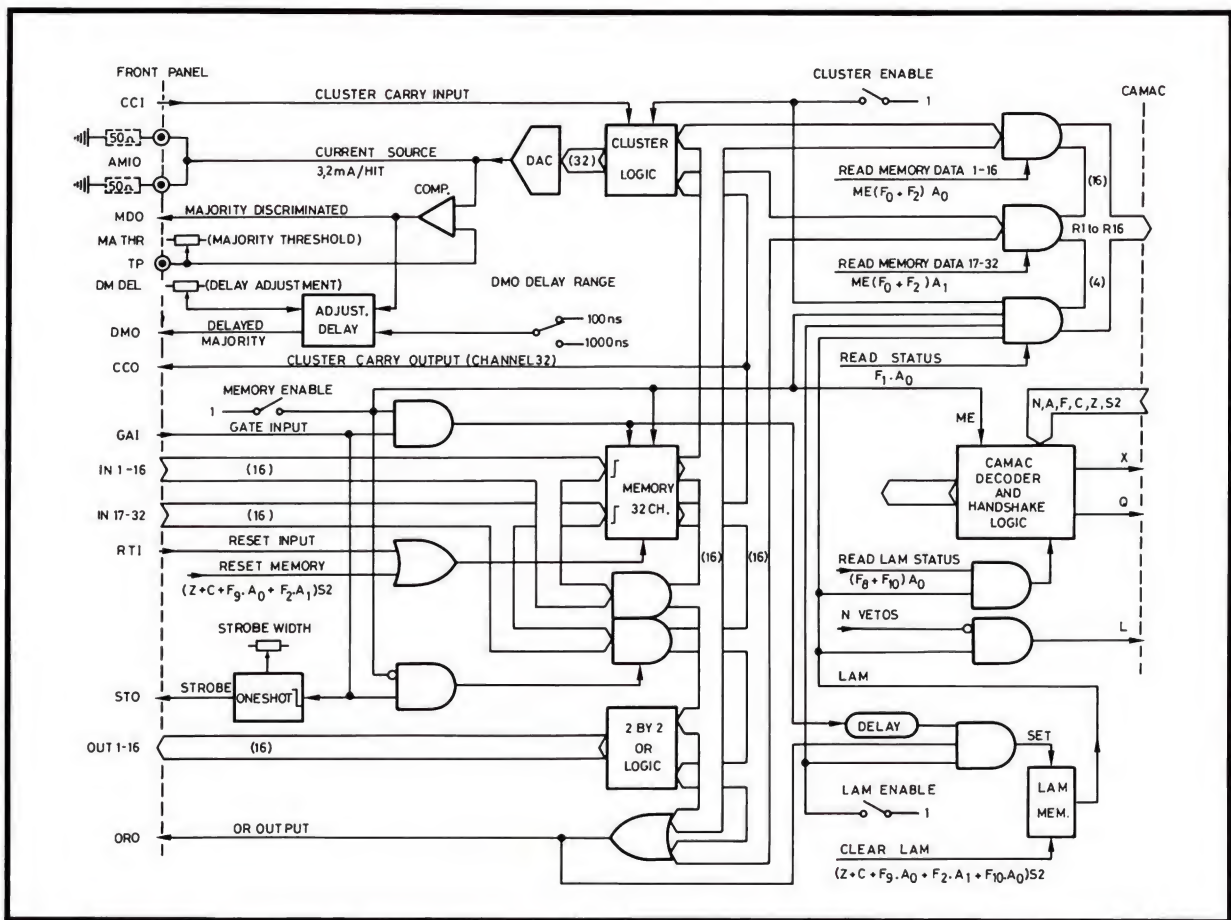 FRONT PANEL
CLUSTER ENABLE
CAMAC
CCI
CLUSTER CARRY INPUT
1
50Ω
AMIO
50Ω
CURRENT SOURCE
3,2mA/HIT
DAC
(32)
CLUSTER
LOGIC
READ MEMORY DATA 1-16
ME(F0 + F2) A0
(16)
COMP.
MDO
MAJORITY DISCRIMINATED
R1 to R16
MA THR
(MAJORITY THRESHOLD)
TP
READ MEMORY DATA 17-32
ME(F0 + F2) A1
(4)
DM DEL
(DELAY ADJUSTMENT)
DMO DELAY RANGE
ADJUST.
DELAY
100ns
1000ns
DMO
DELAYED
MAJORITY
CCO
CLUSTER CARRY OUTPUT (CHANNEL 32)
READ STATUS
F1.A0
MEMORY ENABLE
1
N,A,F,C,Z,S2
GAI
GATE INPUT
ME
IN 1-16
(16)
MEMORY
32CH.
CAMAC
DECODER
AND
HANDSHAKE
LOGIC
X
Q
IN 17-32
(16)
RTI
RESET INPUT
RESET MEMORY
(Z+C+F9.A0 + F2.A1)S2
(16)
(16)
READ LAM STATUS
(F8+F10)A0
N VETOS
L
STROBE WIDTH
STO
STROBE
ONESHOT
LAM
OUT 1-16
(16)
2 BY 2
OR
LOGIC
DELAY
SET
LAM
MEM.
LAM ENABLE
1
ORO
OR OUTPUT
CLEAR LAM
(Z+C+F9.A0+F2.A1+F10.A0)S2